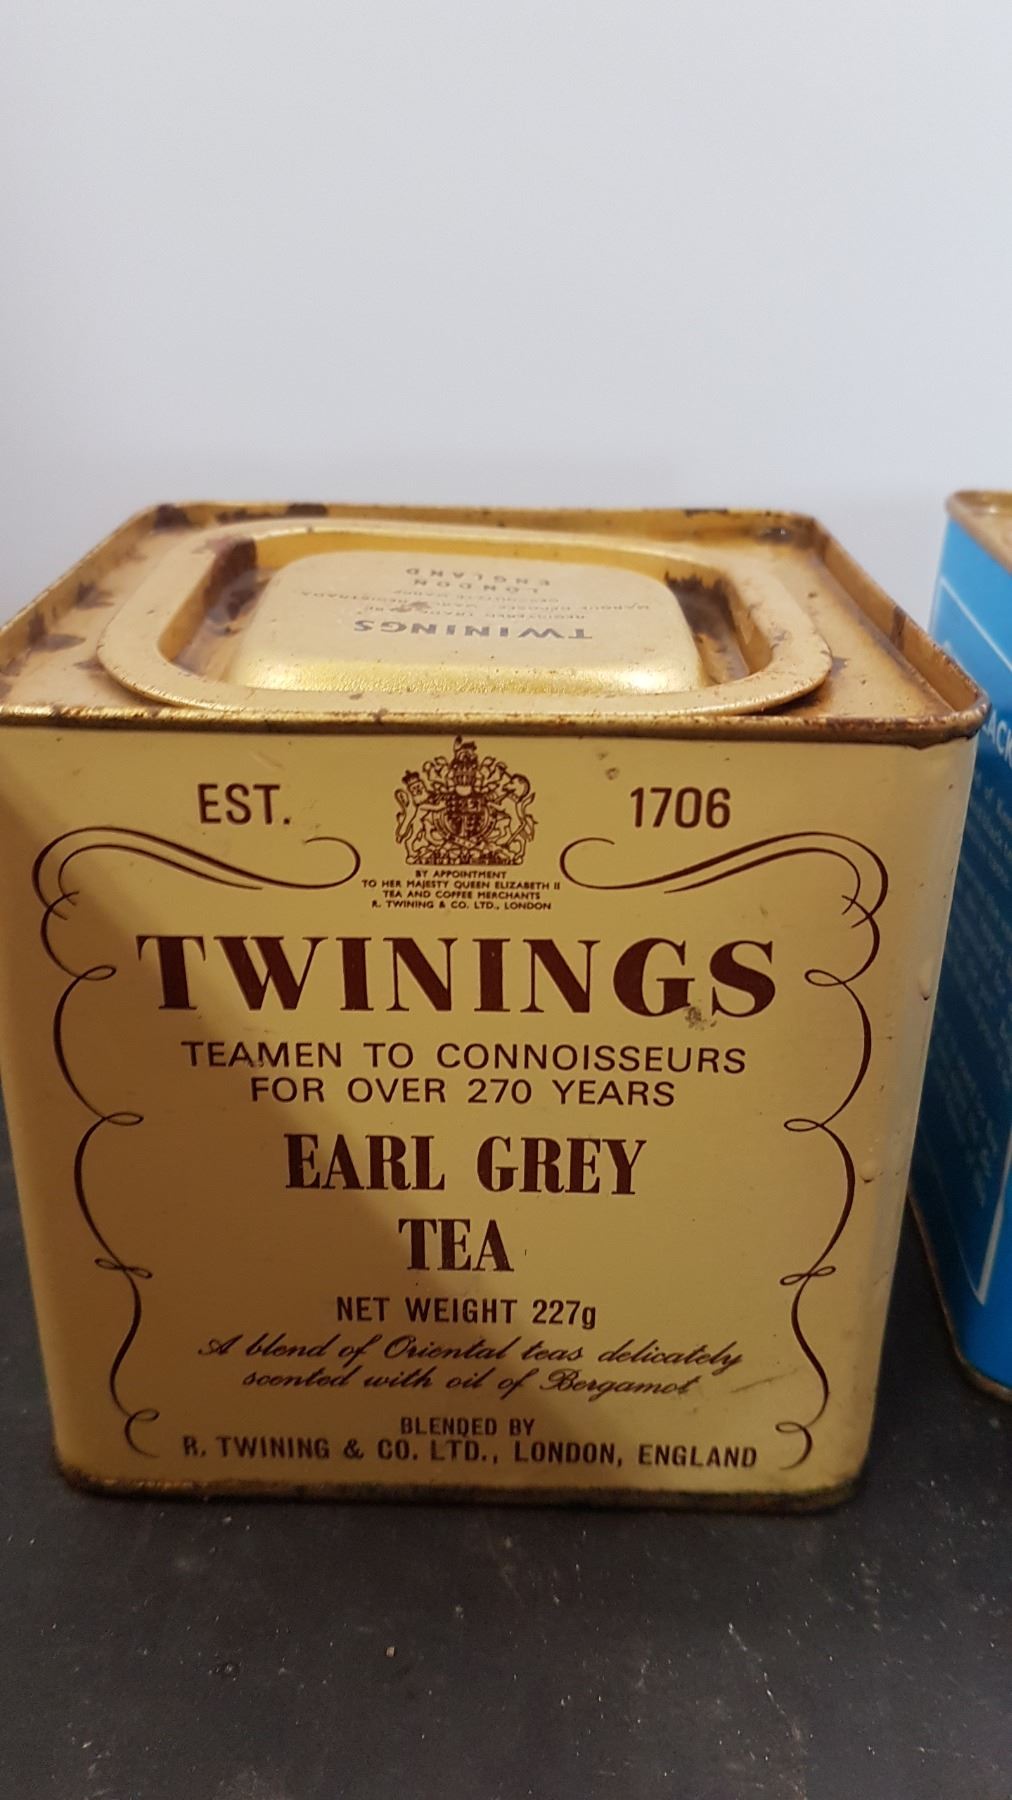 ENGLAND
LONDON
TWININGS
EST.
1706
BY APPOINTMENT
TO HER MAJESTY QUEEN ELIZABETH II
TEA AND COFFEE MERCHANTS
R. TWINING & CO. LTD., LONDON
TWININGS
TEAMEN TO CONNOISSEURS
FOR OVER 270 YEARS
EARL GREY
TEA
NET WEIGHT 227g
A blend of Oriental teas delicately
scented with oil of Bergamot
BLENDED BY
R. TWINING & CO. LTD., LONDON, ENGLAND